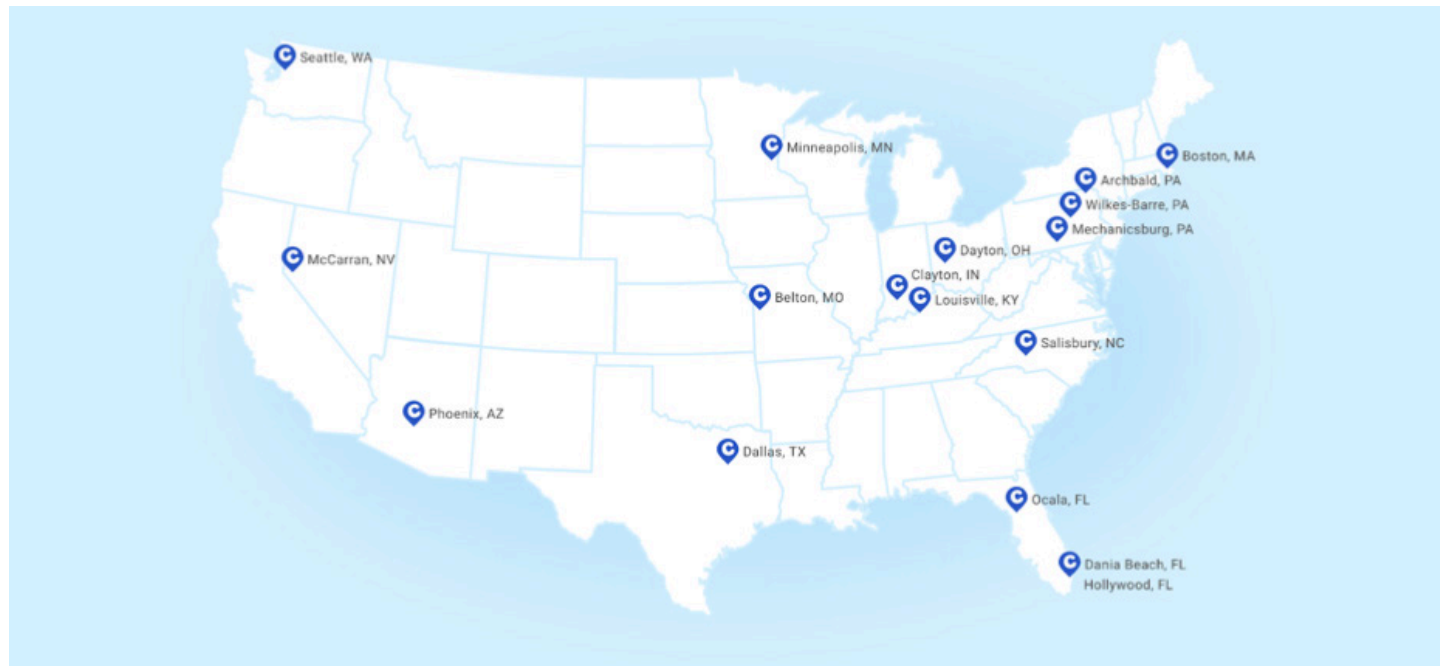 Seattle, WA
Minneapolis, MN
Boston, MA
Archbald, PA
Wilkes-Barre, PA
Mechanicsburg, PA
Dayton, OH
McCarran, NV
Clayton, IN
Belton, MO
Louisville, KY
Salisbury, NC
Phoenix, AZ
Dallas, TX
Ocala, FL
Dania Beach, FL
Hollywood, FL